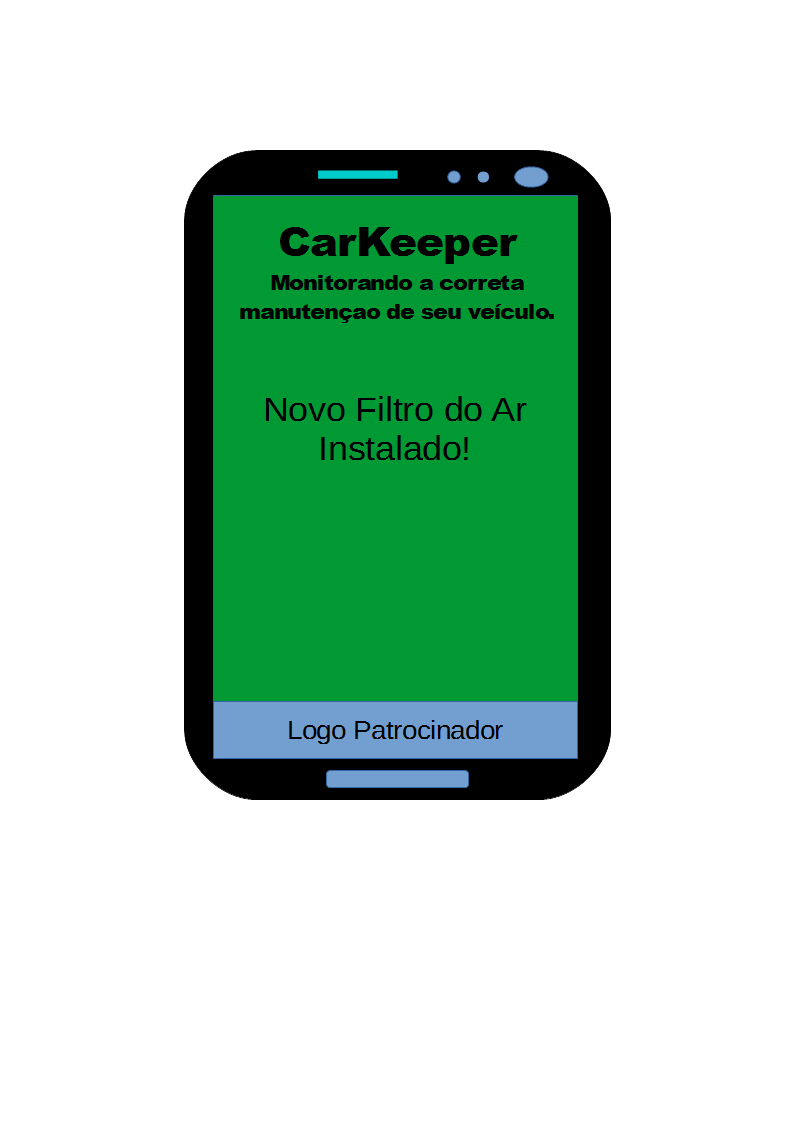 CarKeeper
Monitorando a correta
manutençao de seu veículo.
Novo Filtro do Ar
Instalado!
Logo Patrocinador